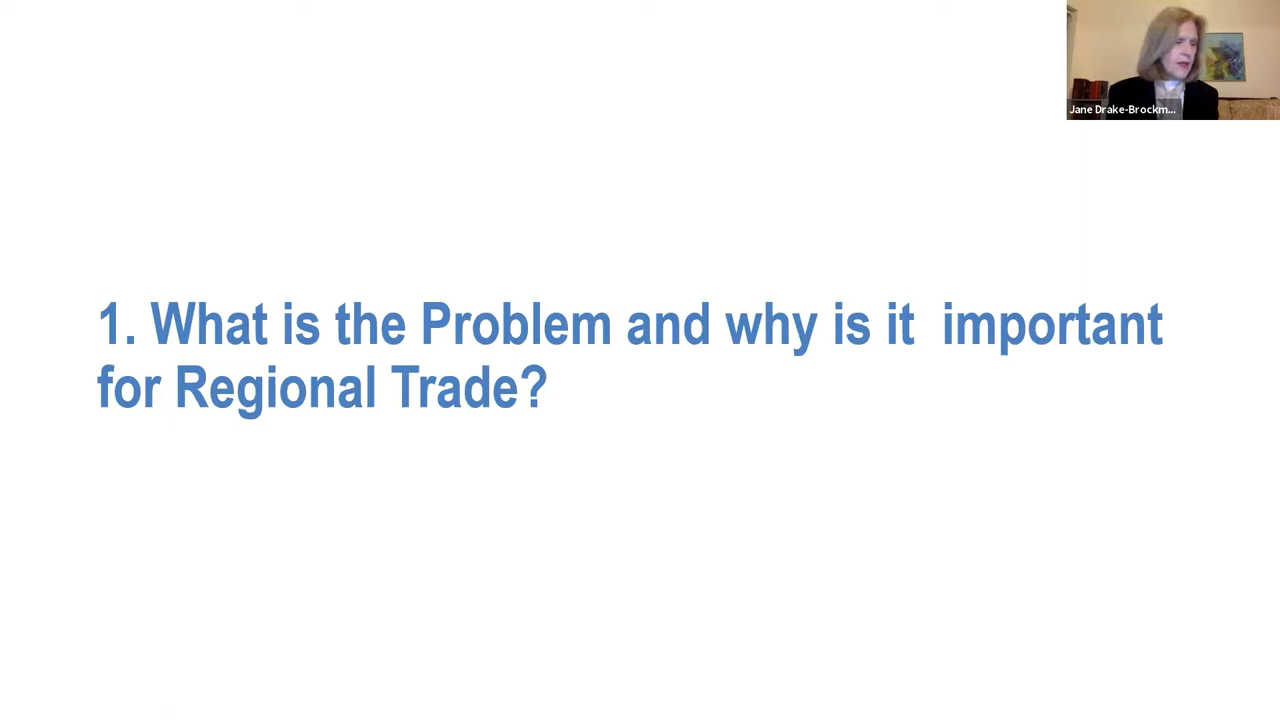 Jane Drake-Brockm...
1. What is the Problem and why is it  important
for Regional Trade?